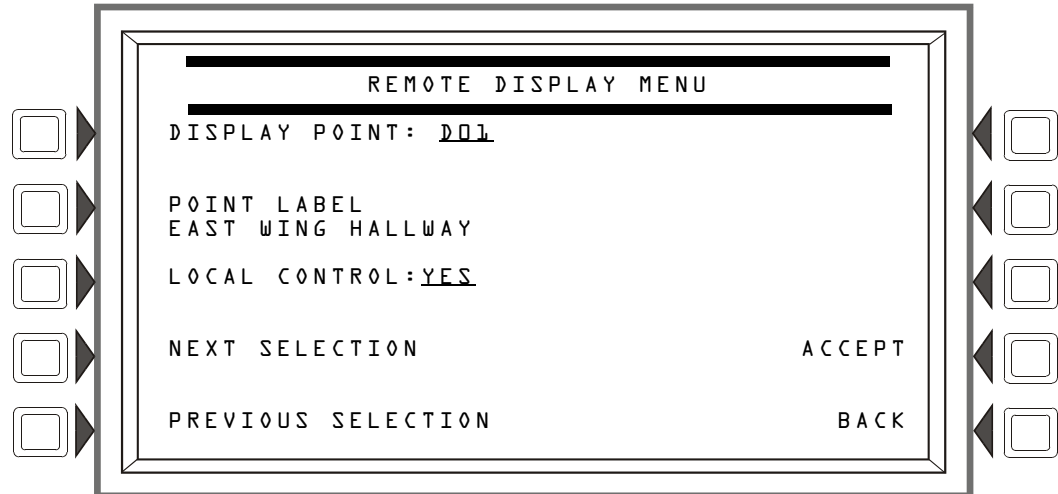 REMOTE DISPLAY MENU
DISPLAY POINT: D01
POINT LABEL
EAST WING HALLWAY
LOCAL CONTROL:YES
NEXT SELECTION
ACCEPT
PREVIOUS SELECTION
BACK